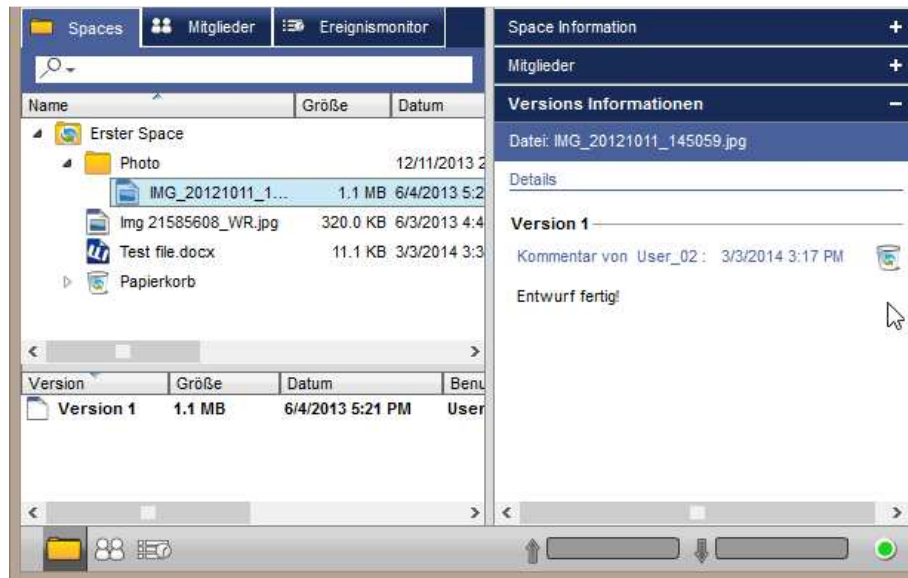 Spaces Mitglieder Ereignismonitor
Name Größe Datum
Erster Space
Photo 12/11/2013 2
IMG_20121011_1... 1.1 MB 6/4/2013 5:2
Img 21585608_WR.jpg 320.0 KB 6/3/2013 4:4
Test file.docx 11.1 KB 3/3/2014 3:3
Papierkorb
Version Größe Datum Benu
Version 1 1.1 MB 6/4/2013 5:21 PM User
Space Information
Mitglieder
Versions Informationen
Datei: IMG_20121011_145059.jpg
Details
Version 1
Kommentar von User_02 : 3/3/2014 3:17 PM
Entwurf fertig!